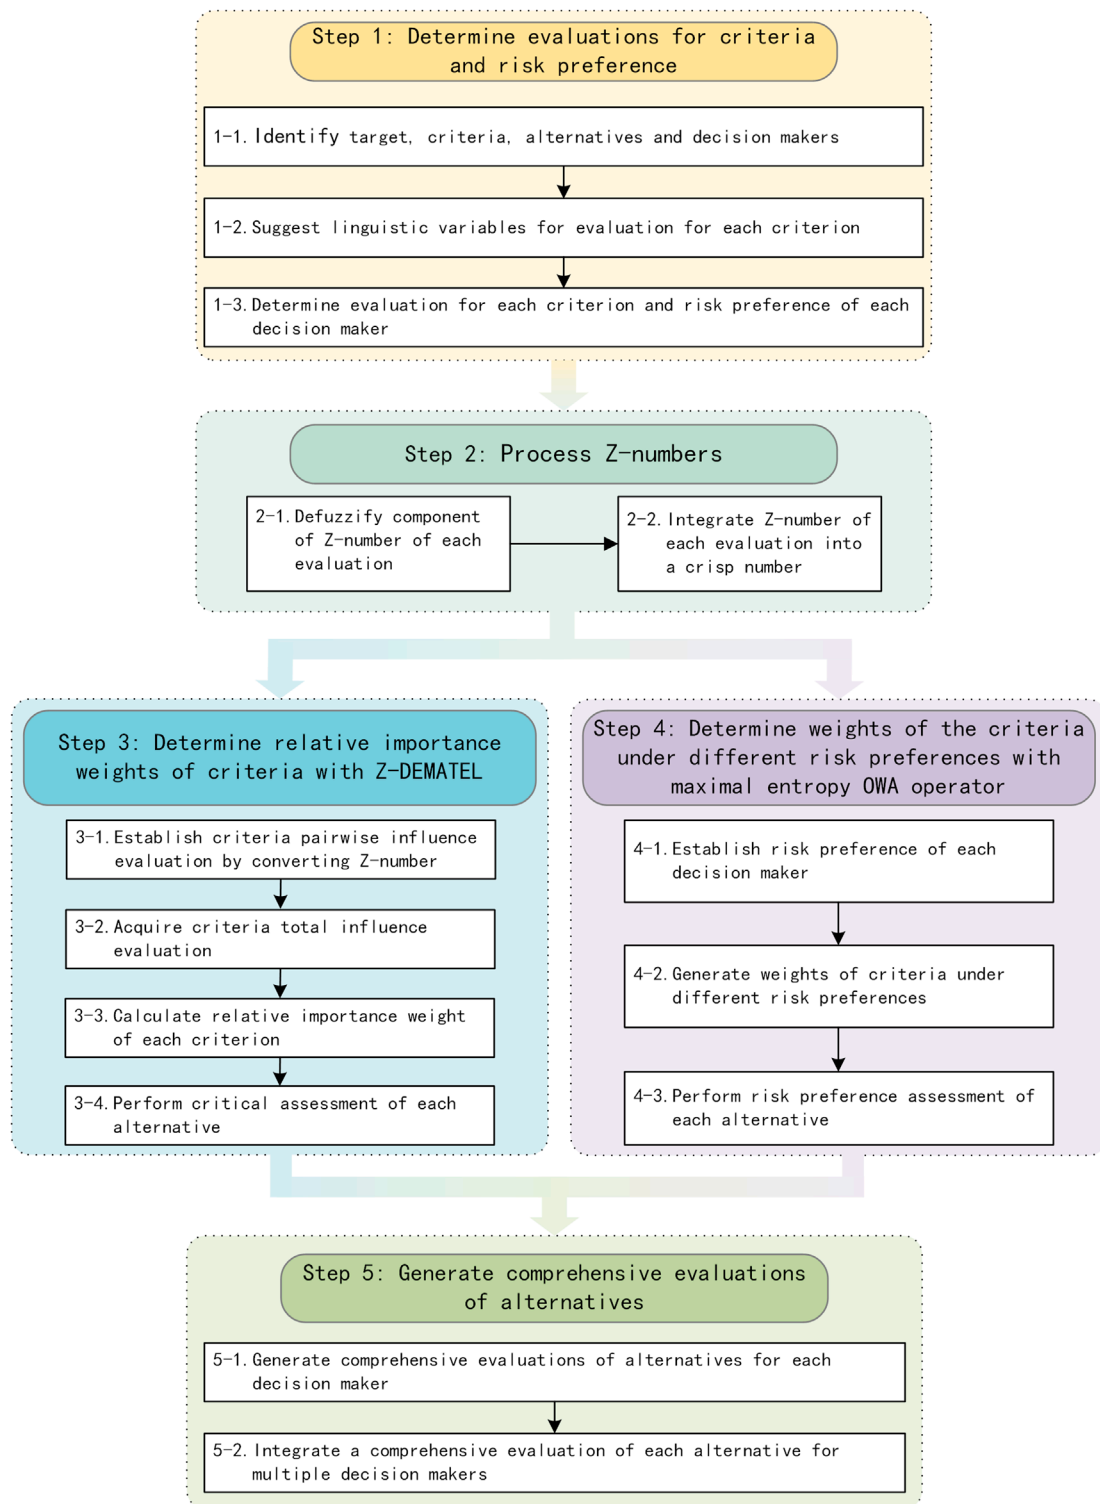 Step 1: Determine evaluations for criteria
and risk preference
1-1. Identify target, criteria, alternatives and decision makers
1-2. Suggest linguistic variables for evaluation for each criterion
1-3. Determine evaluation for each criterion and risk preference of each
decision maker
Step 2: Process Z-numbers
2-1. Defuzzify component
of Z-number of each
evaluation
2-2. Integrate Z-number of
each evaluation into
a crisp number
Step 3: Determine relative importance
weights of criteria with Z-DEMATEL
3-1. Establish criteria pairwise influence
evaluation by converting Z-number
3-2. Acquire criteria total influence
evaluation
3-3. Calculate relative importance weight
of each criterion
3-4. Perform critical assessment of each
alternative
Step 4: Determine weights of the criteria
under different risk preferences with
maximal entropy OWA operator
4-1. Establish risk preference of each
decision maker
4-2. Generate weights of criteria under
different risk preferences
4-3. Perform risk preference assessment of
each alternative
Step 5: Generate comprehensive evaluations
of alternatives
5-1. Generate comprehensive evaluations of alternatives for each
decision maker
5-2. Integrate a comprehensive evaluation of each alternative for
multiple decision makers